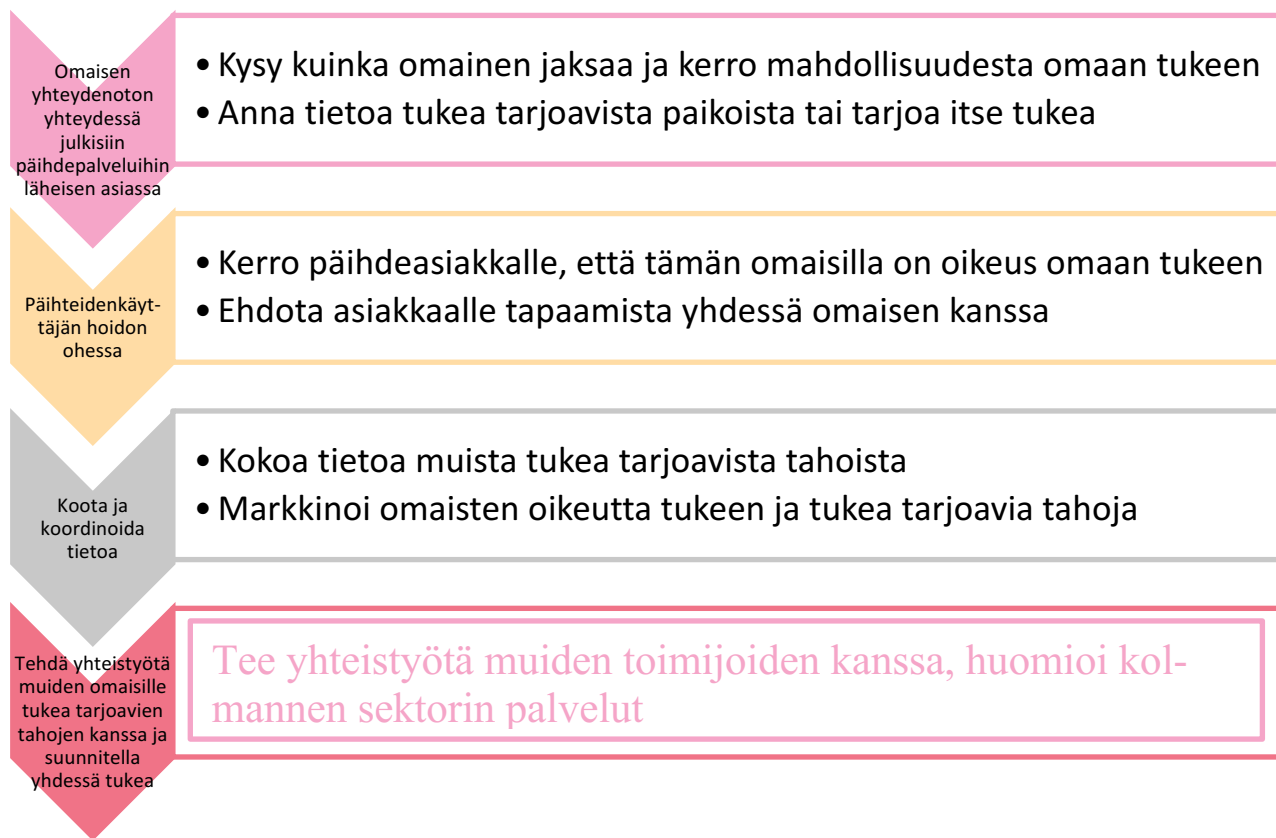 Omaisen
yhteydenoton
yhteydessä
julkisiin
päihdepalveluihin
läheisen asiassa
• Kysy kuinka omainen jaksaa ja kerro mahdollisuudesta omaan tukeen
• Anna tietoa tukea tarjoavista paikoista tai tarjoa itse tukea
Päihteidenkäyt-
täjän hoidon
ohessa
• Kerro päihdeasiakkalle, että tämän omaisilla on oikeus omaan tukeen
• Ehdota asiakkaalle tapaamista yhdessä omaisen kanssa
Koota ja
koordinoida
tietoa
• Kokoa tietoa muista tukea tarjoavista tahoista
• Markkinoi omaisten oikeutta tukeen ja tukea tarjoavia tahoja
Tehdä yhteistyötä
muiden omaisille
tukea tarjoavien
tahojen kanssa ja
suunnitella
yhdessä tukea
Tee yhteistyötä muiden toimijoiden kanssa, huomioi kol-
mannen sektorin palvelut